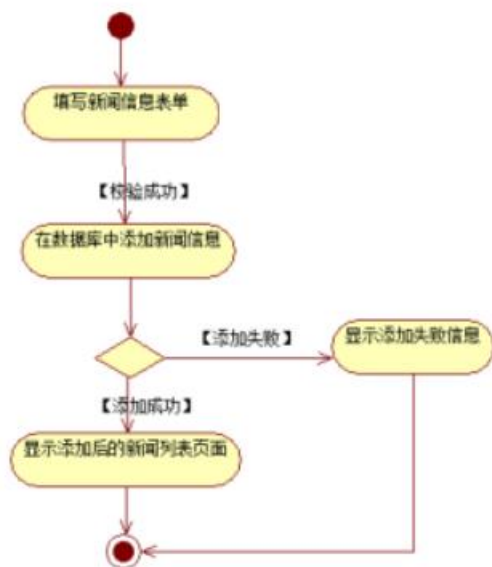 填写新闻信息表单
【校验成功】
在数据库中添加新闻信息
【添加失败】
显示添加失败信息
【添加成功】
显示添加后的新闻列表页面